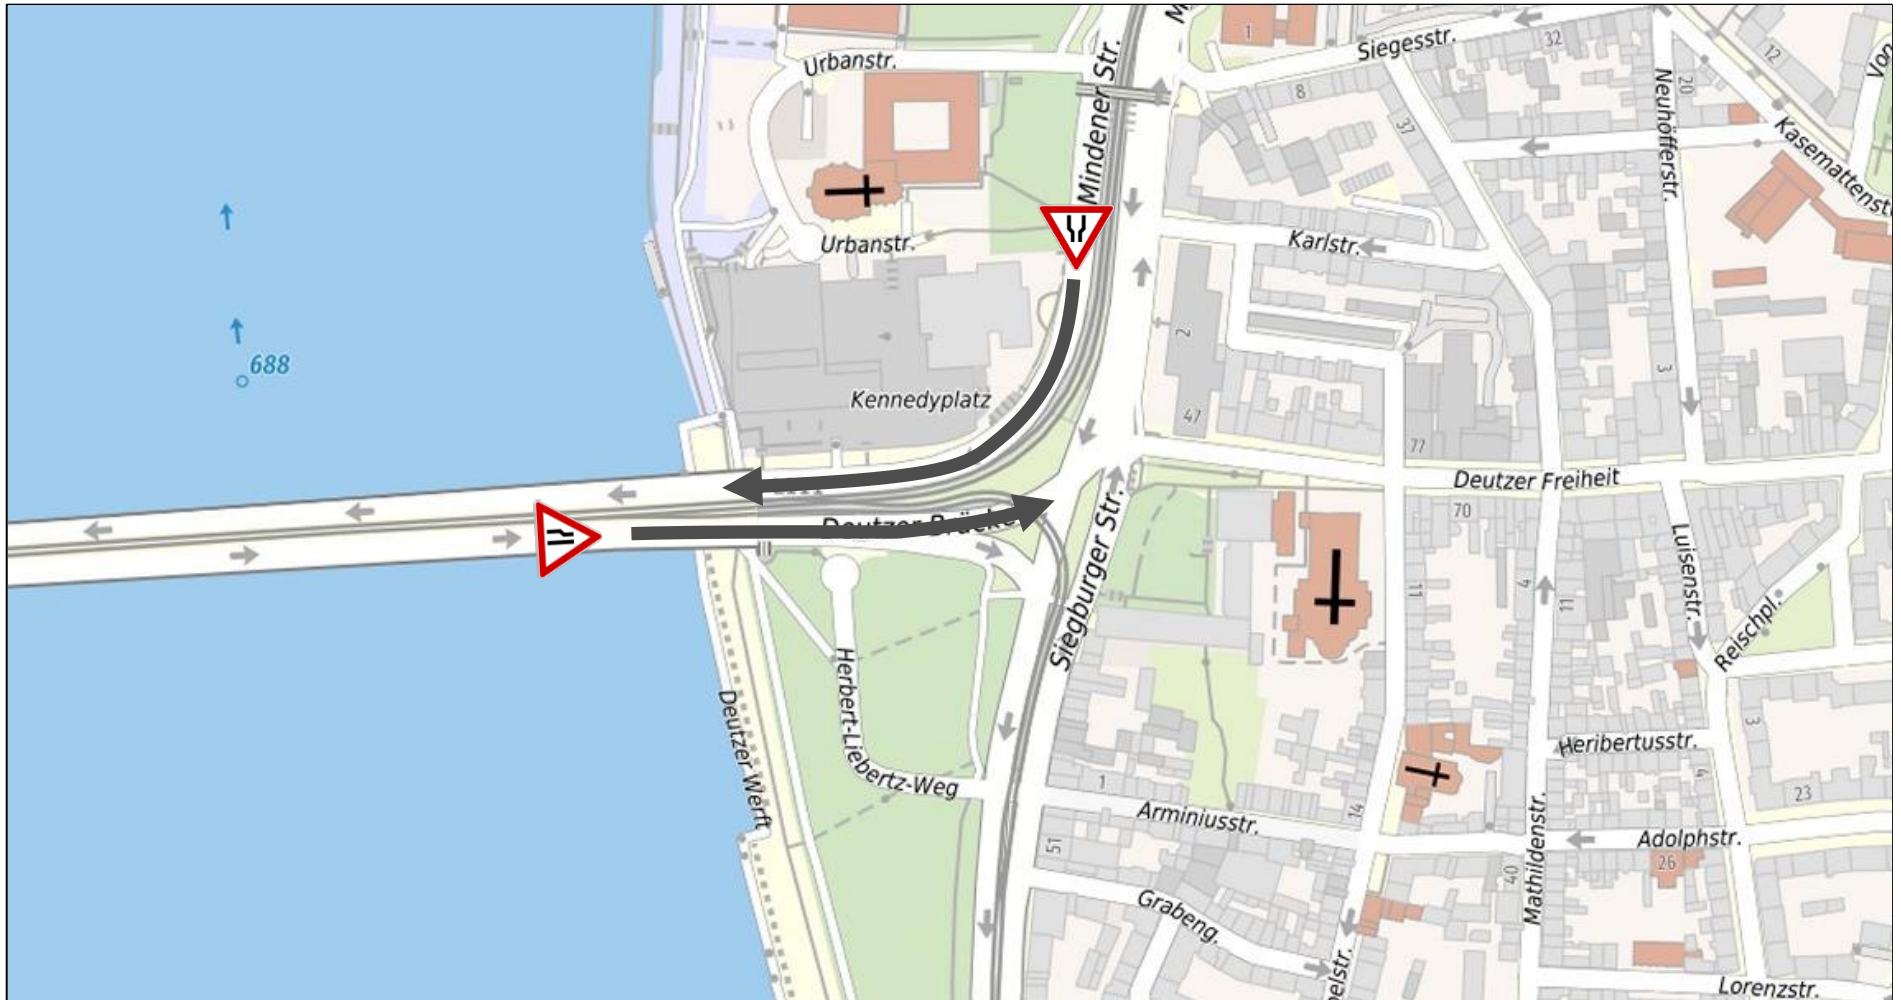 Urbanstr.
Mindener Str.
M
1
Siegesstr.
32
12
Von
8
37
20
Neuhöfferstr.
Kasemattenstr
Urbanstr.
Karlstr.
688
2
3
Kennedyplatz
47
77
Deutzer Freiheit
70
Deutzer Brücke
Siegburger Str.
Luisenstr.
11
4
11
Reischpl.
Herbert-Liebertz-Weg
Deutzer Werft
Heribertusstr.
3
4
1
23
Arminiusstr.
14
Adolphstr.
26
51
40
Mathildenstr.
Grabeng.
pelstr.
Lorenzstr.